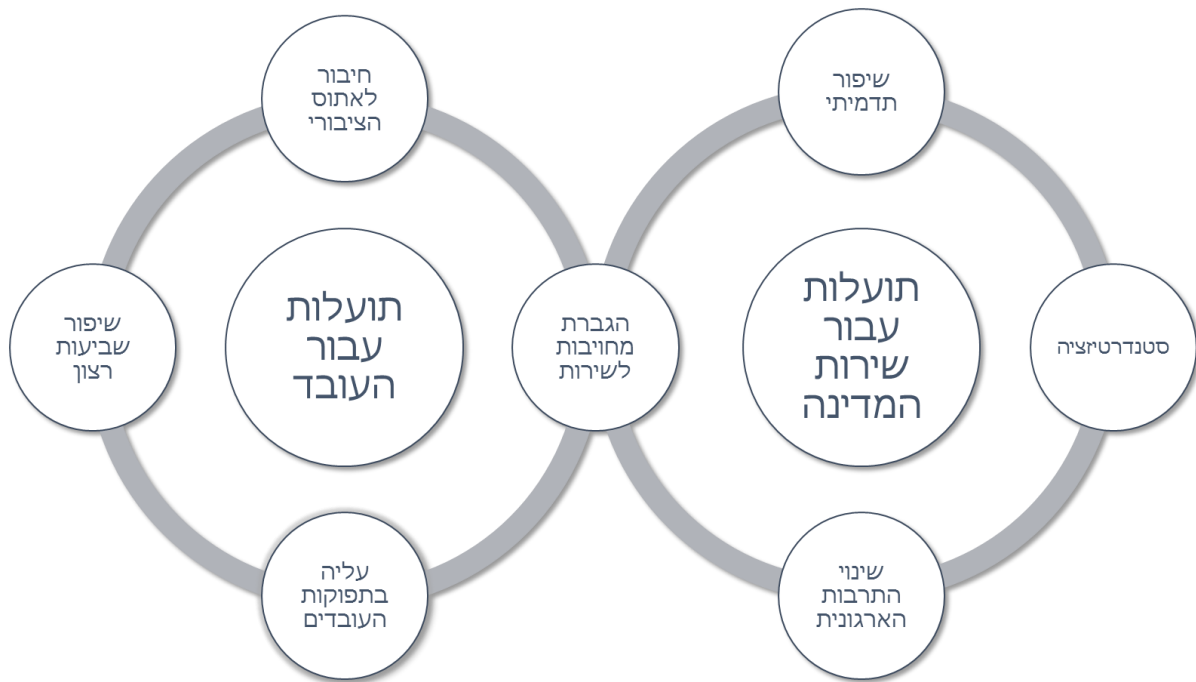 שיפור
תדמיתי
תועלות
עבור
שירות
המדינה
סטנדרטיזציה
שינוי
התרבות
הארגונית
הגברת
מחויבות
לשירות
חיבור
לאתוס
הציבורי
תועלות
עבור
העובד
שיפור
שביעות
רצון
עליה
בתפוקות
העובדים